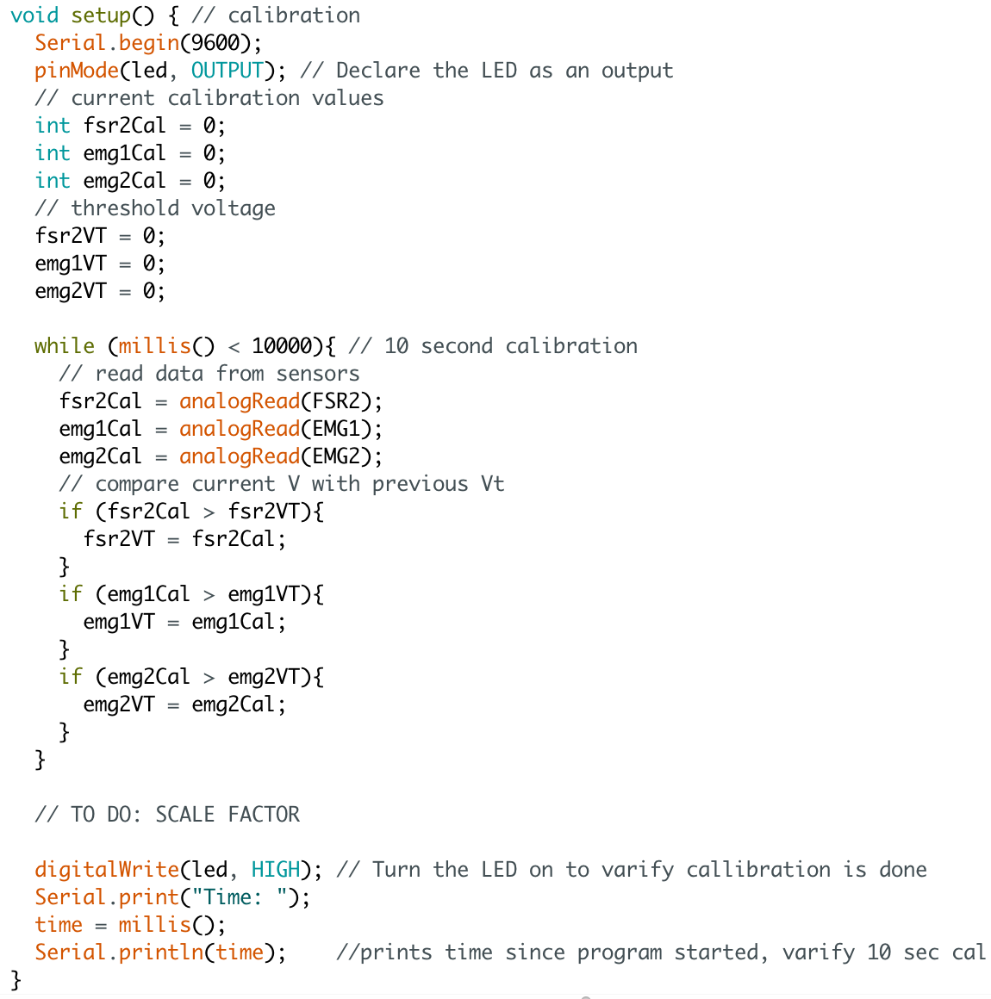 void setup() { // calibration
  Serial.begin(9600);
  pinMode(led, OUTPUT); // Declare the LED as an output
  // current calibration values
  int fsr2Cal = 0;
  int emg1Cal = 0;
  int emg2Cal = 0;
  // threshold voltage
  fsr2VT = 0;
  emg1VT = 0;
  emg2VT = 0;

  while (millis() < 10000){ // 10 second calibration
    // read data from sensors
    fsr2Cal = analogRead(FSR2);
    emg1Cal = analogRead(EMG1);
    emg2Cal = analogRead(EMG2);
    // compare current V with previous Vt
    if (fsr2Cal > fsr2VT){
      fsr2VT = fsr2Cal;
    }
    if (emg1Cal > emg1VT){
      emg1VT = emg1Cal;
    }
    if (emg2Cal > emg2VT){
      emg2VT = emg2Cal;
    }
  }

  // TO DO: SCALE FACTOR

  digitalWrite(led, HIGH); // Turn the LED on to varify callibration is done
  Serial.print("Time: ");
  time = millis();
  Serial.println(time);    //prints time since program started, varify 10 sec cal
}